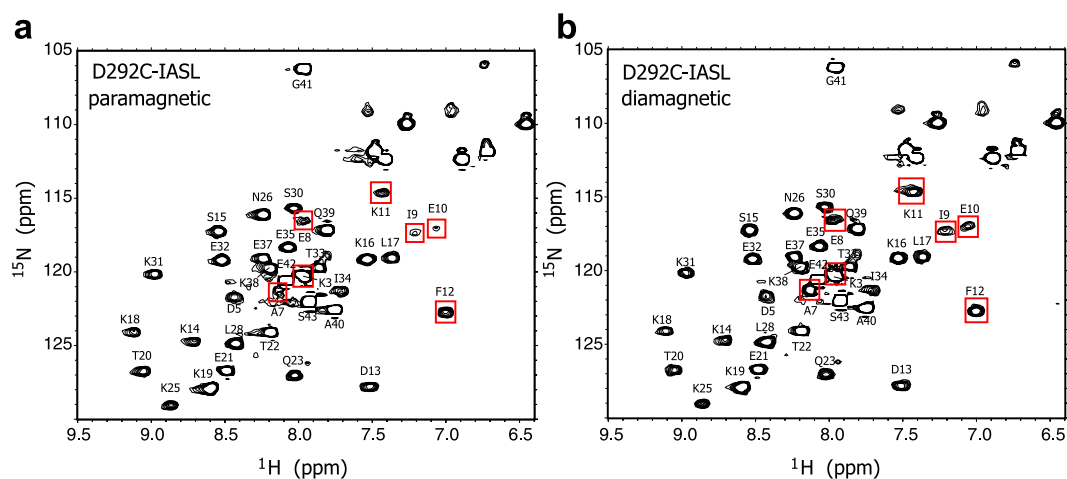 a
b
D292C-IASL
paramagnetic
D292C-IASL
diamagnetic
105
110
115
120
125
15N (ppm)
9.5 9.0 8.5 8.0 7.5 7.0 6.5
1H (ppm)
G41
K11
N26
S30
I9
E10
S15
Q39
E32
E37
E35
E8
T33
K16
L17
K31
E42
K38
K3
I34
D5
A7
S43
A40
F12
K18
K14
L28
T22
T20
K19
E21
Q23
D13
K25
105
110
115
120
125
15N (ppm)
9.5 9.0 8.5 8.0 7.5 7.0 6.5
1H (ppm)
G41
K11
N26
S30
I9
E10
S15
Q39
E32
E37
E35
E8
T33
K16
L17
K31
E42
K38
K3
I34
D5
A7
S43
A40
F12
K18
K14
L28
T22
T20
K19
E21
Q23
D13
K25